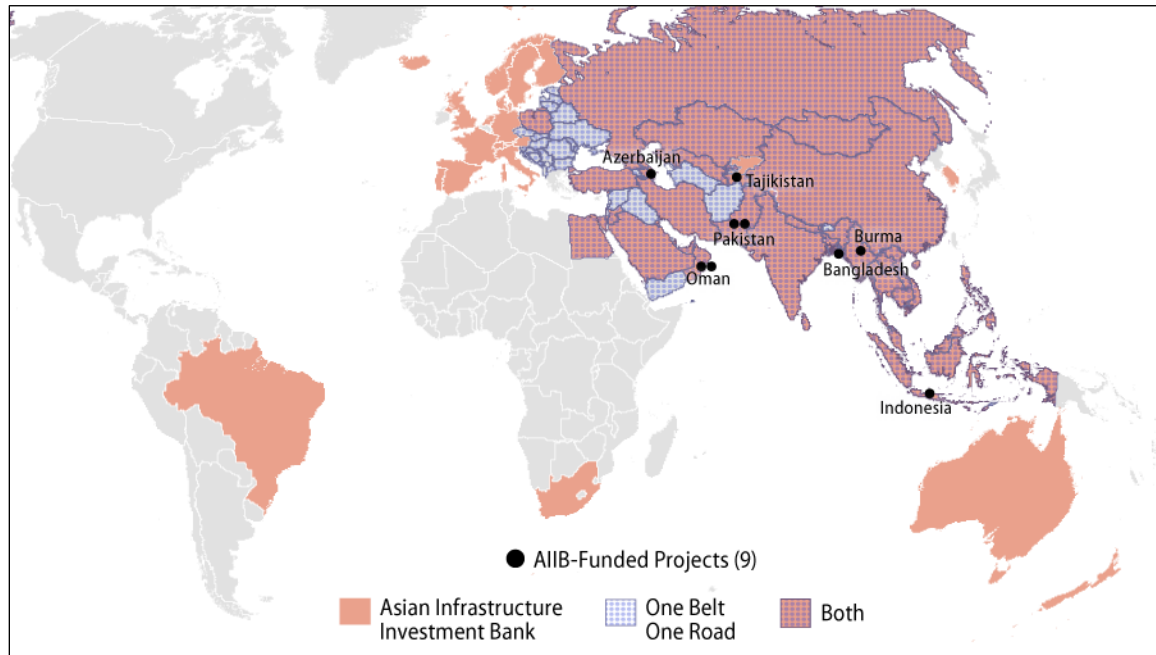 Azerbaijan
Tajikistan
Pakistan
Burma
Bangladesh
Oman
Indonesia
AIIB-Funded Projects (9)
Asian Infrastructure
Investment Bank
One Belt
One Road
Both